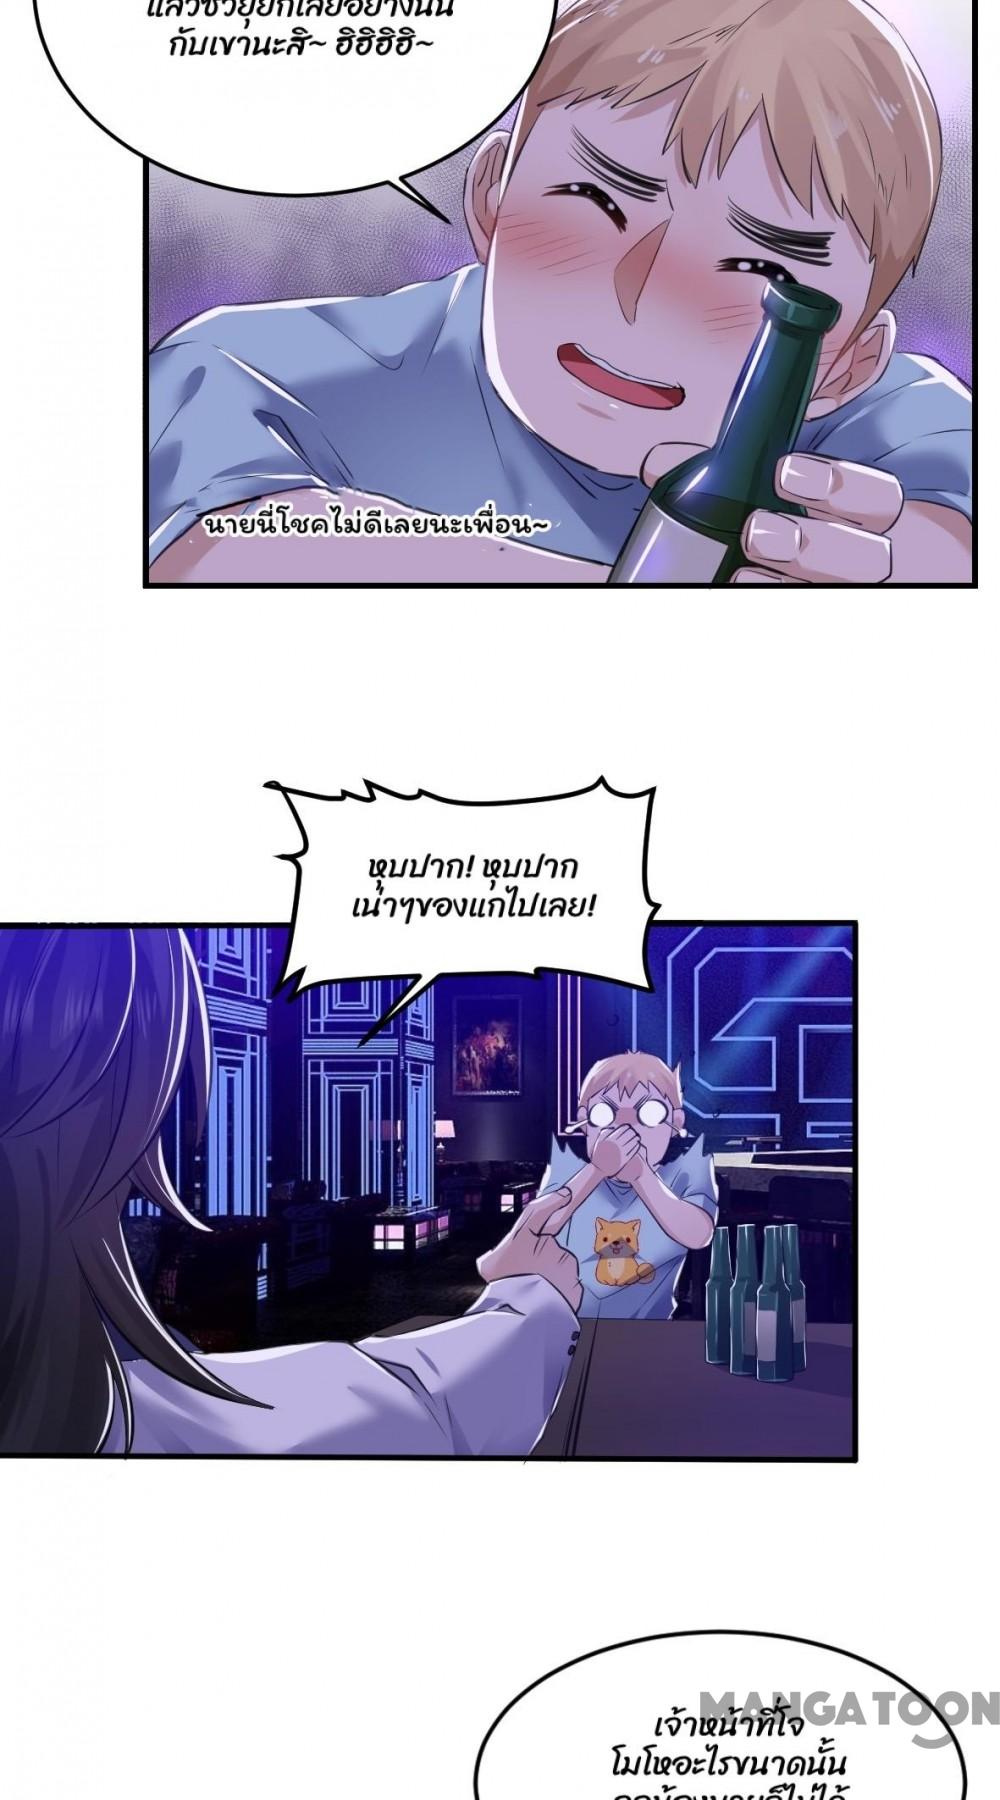 กับเขานะสิ~ ฮิฮิฮิฮิ~
นายนี่โชคไม่ดีเลยนะเพื่อน~
หุบปาก! หุบปาก
เน่าๆของแกไปเลย!
MANGATOON
เจ้าหน้าที่ใจ
โมโหอะไรขนาดนั้น